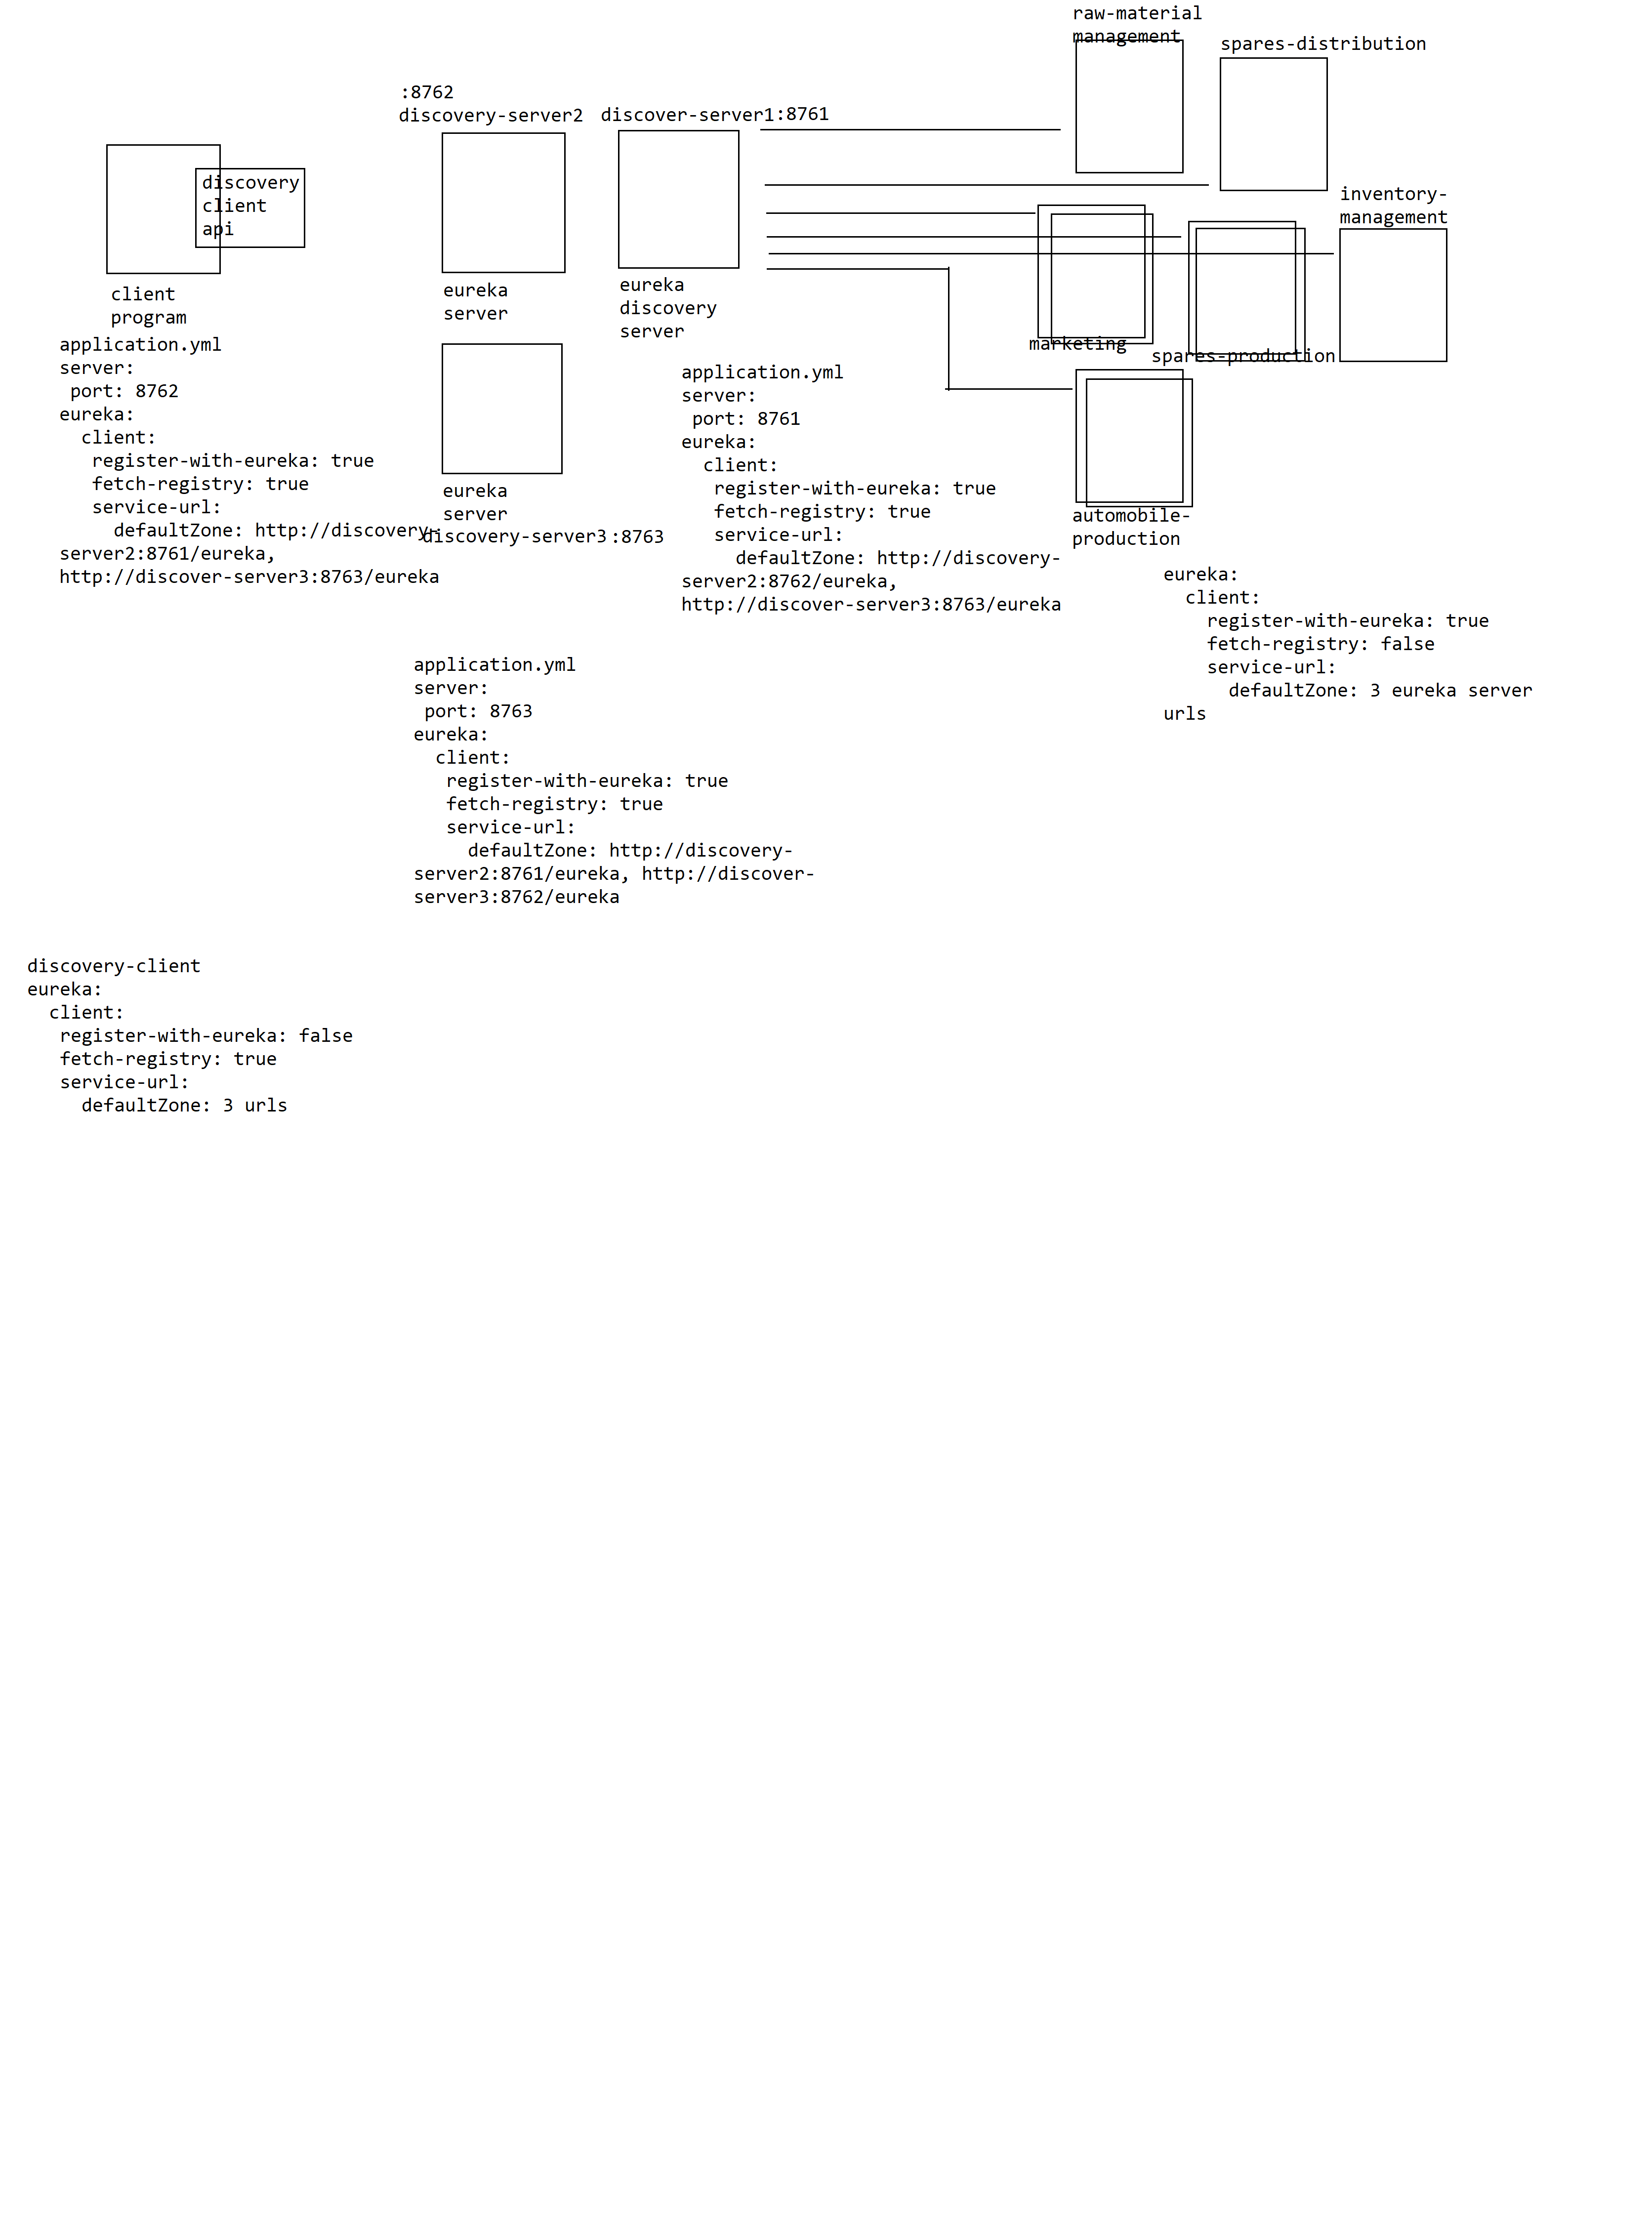 raw-material
management
spares-distribution
:8762
discovery-server2
discover-server1:8761
discovery
client
api
inventory-
management
client
program
eureka
server
eureka
discovery
server
marketing
spares-production
application.yml
server:
 port: 8762
eureka:
  client:
   register-with-eureka: true
   fetch-registry: true
   service-url:
     defaultZone: http://discovery-
server2:8761/eureka,
http://discover-server3:8763/eureka
eureka
server
discovery-server3:8763
application.yml
server:
 port: 8761
eureka:
  client:
   register-with-eureka: true
   fetch-registry: true
   service-url:
     defaultZone: http://discovery-
server2:8762/eureka,
http://discover-server3:8763/eureka
automobile-
production
eureka:
  client:
    register-with-eureka: true
    fetch-registry: false
    service-url:
      defaultZone: 3 eureka server
urls
application.yml
server:
 port: 8763
eureka:
  client:
   register-with-eureka: true
   fetch-registry: true
   service-url:
     defaultZone: http://discovery-
server2:8761/eureka, http://discover-
server3:8762/eureka
discovery-client
eureka:
  client:
   register-with-eureka: false
   fetch-registry: true
   service-url:
     defaultZone: 3 urls